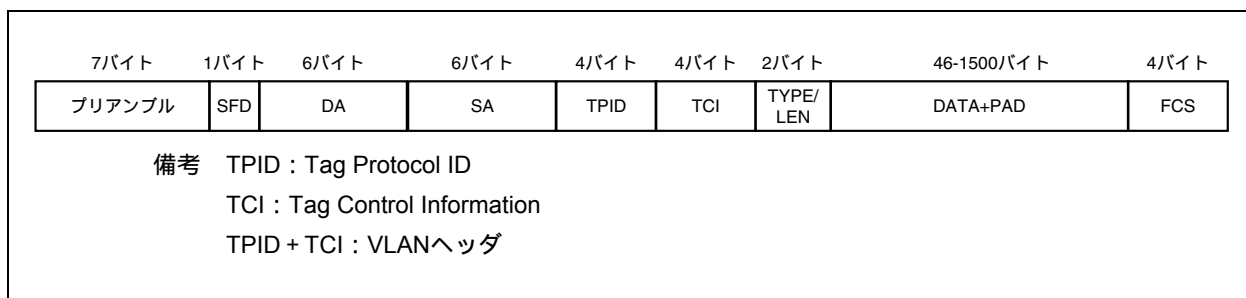 7バイト 1バイト 6バイト 6バイト 4バイト 4バイト 2バイト 46-1500バイト 4バイト
プリアンブル SFD DA SA TPID TCI TYPE/LEN DATA+PAD FCS
備考 TPID：Tag Protocol ID
TCI：Tag Control Information
TPID + TCI：VLANヘッダ